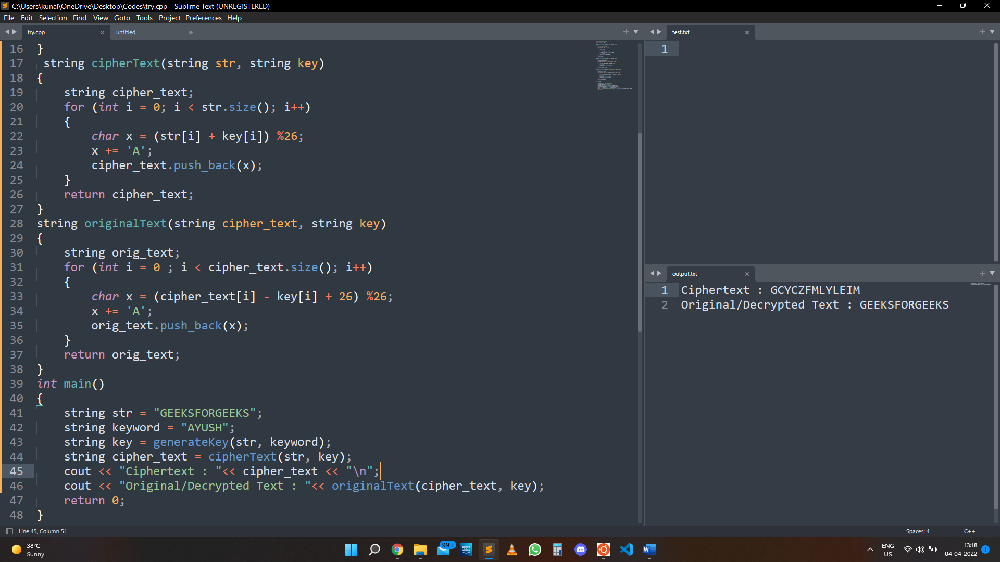 C:\Users\kunal\OneDrive\Desktop\Codes\try.cpp - Sublime Text (UNREGISTERED)
File Edit Selection Find View Goto Tools Project Preferences Help
try.cpp
untitled
16 }
17  string cipherText(string str, string key)
18 {
19     string cipher_text;
20     for (int i = 0; i < str.size(); i++)
21     {
22         char x = (str[i] + key[i]) %26;
23         x += 'A';
24         cipher_text.push_back(x);
25     }
26     return cipher_text;
27 }
28 string originalText(string cipher_text, string key)
29 {
30     string orig_text;
31     for (int i = 0 ; i < cipher_text.size(); i++)
32     {
33         char x = (cipher_text[i] - key[i] + 26) %26;
34         x += 'A';
35         orig_text.push_back(x);
36     }
37     return orig_text;
38 }
39 int main()
40 {
41     string str = "GEEKSFORGEEKS";
42     string keyword = "AYUSH";
43     string key = generateKey(str, keyword);
44     string cipher_text = cipherText(str, key);
45     cout << "Ciphertext : "<< cipher_text << "\n";
46     cout << "Original/Decrypted Text : "<< originalText(cipher_text, key);
47     return 0;
48 }
test.txt
1
output.txt
1 Ciphertext : GCYCZFMLYLEIM
2 Original/Decrypted Text : GEEKSFORGEEKS
Line 45, Column 51
Spaces: 4
C++
38°C
Sunny
99+
prime video
W
ENG
US
13:18
04-04-2022
1